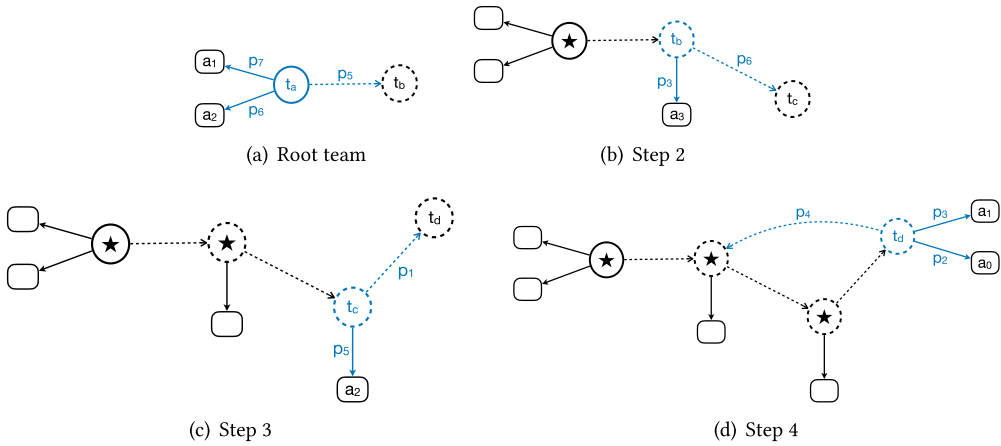 a1
p7
ta
p5
tb
a2
p6
(a) Root team
tb
p6
p3
tc
a3
(b) Step 2
td
p1
tc
p5
a2
(c) Step 3
p4
td
p3
a1
p2
a0
(d) Step 4